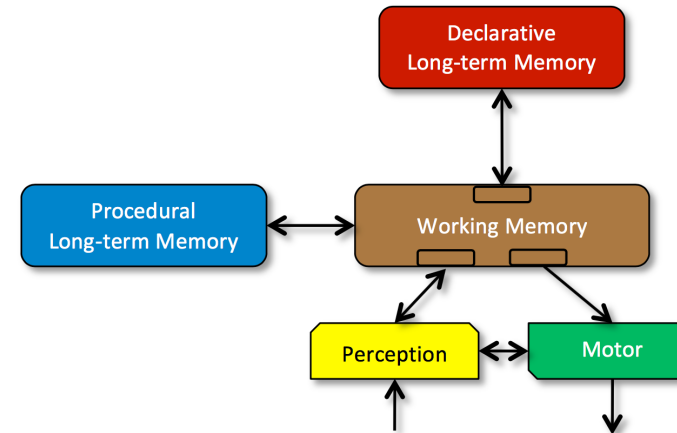 Declarative
Long-term Memory
Procedural
Long-term Memory
Working Memory
Perception
Motor